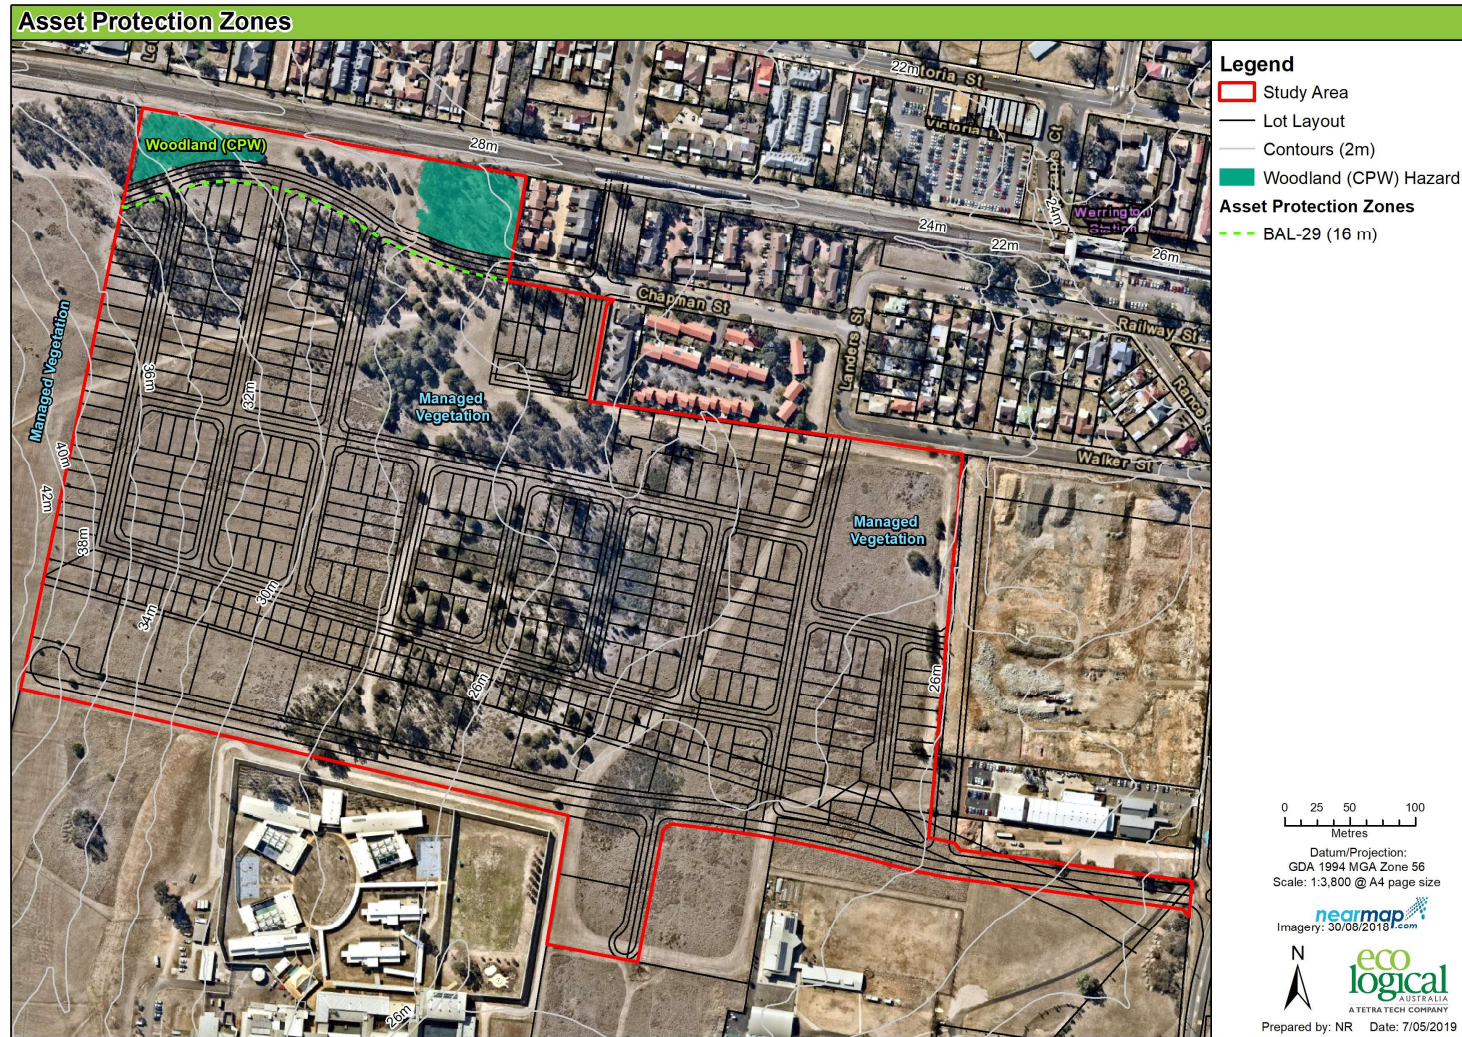 Asset Protection Zones
22m
Victoria St
28m
Woodland (CPW)
24m
24m
22m
Werrington
Station
26m
Chapman St
Railway St
Landers St
Rance
Managed Vegetation
36m
32m
Managed
Vegetation
Walker St
40m
42m
38m
Managed
Vegetation
34m
30m
26m
26m
26m
Legend
Study Area
Lot Layout
Contours (2m)
Woodland (CPW) Hazard
Asset Protection Zones
BAL-29 (16 m)
0 25 50 100
Metres
Datum/Projection:
GDA 1994 MGA Zone 56
Scale: 1:3,800 @ A4 page size
nearmap.com
Imagery: 30/08/2018
N
eco
logical
AUSTRALIA
A TETRA TECH COMPANY
Prepared by: NR Date: 7/05/2019